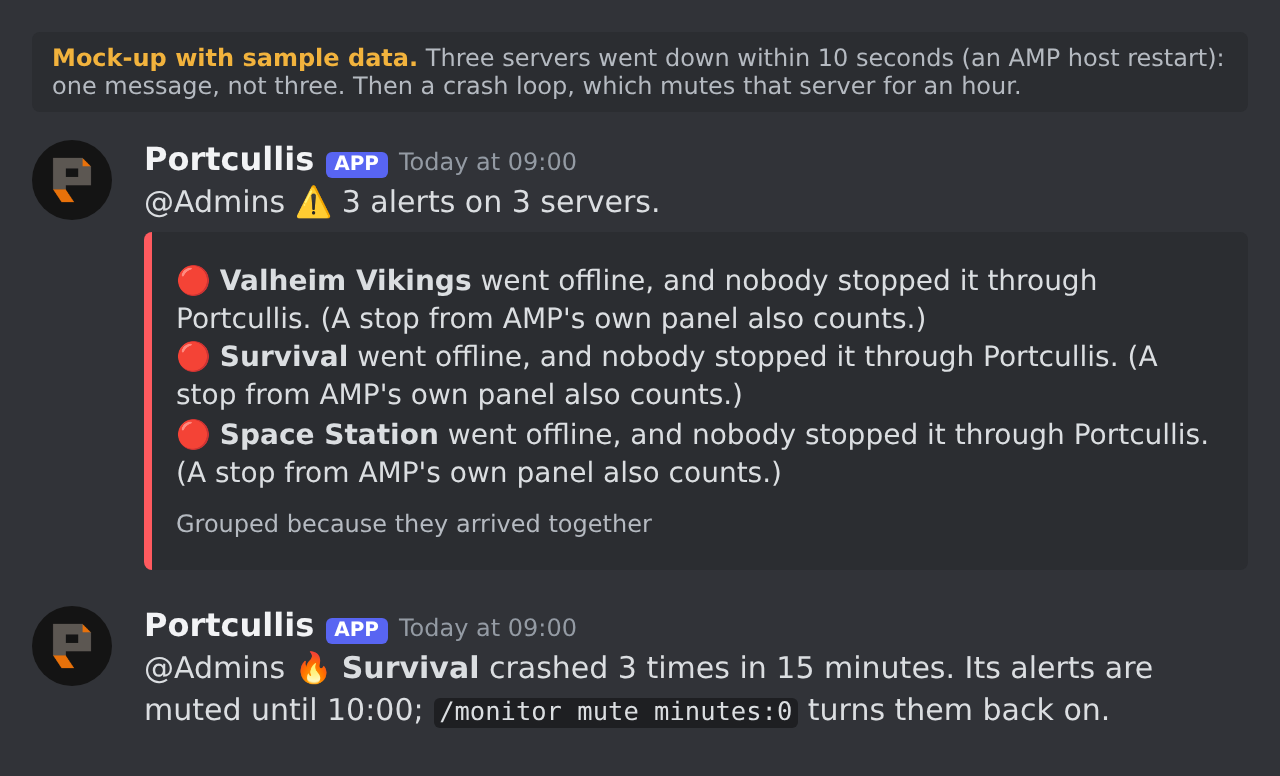 Mock-up with sample data. Three servers went down within 10 seconds (an AMP host restart):
one message, not three. Then a crash loop, which mutes that server for an hour.
Portcullis APP Today at 09:00
@Admins ⚠️ 3 alerts on 3 servers.
🔴 Valheim Vikings went offline, and nobody stopped it through
Portcullis. (A stop from AMP's own panel also counts.)
🔴 Survival went offline, and nobody stopped it through Portcullis. (A
stop from AMP's own panel also counts.)
🔴 Space Station went offline, and nobody stopped it through Portcullis.
(A stop from AMP's own panel also counts.)
Grouped because they arrived together
Portcullis APP Today at 09:00
@Admins 🔥 Survival crashed 3 times in 15 minutes. Its alerts are
muted until 10:00; /monitor mute minutes:0 turns them back on.